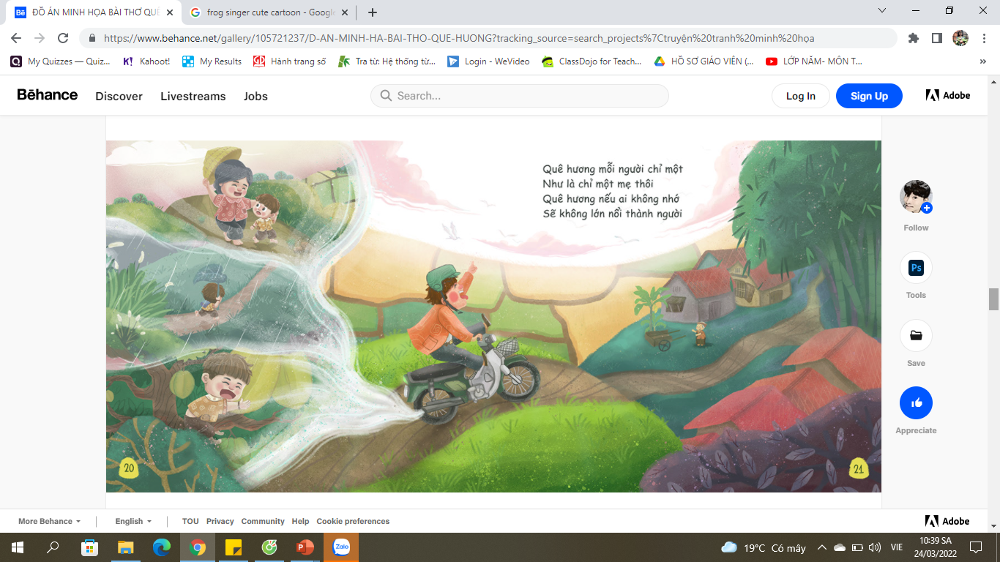 ĐỒ ÁN MINH HỌA BÀI THƠ QUÊ
frog singer cute cartoon - Google
https://www.behance.net/gallery/105721237/D-AN-MINH-HA-BAI-THO-QUE-HUONG?tracking_source=search_projects%7Ctruyện%20tranh%20minh%20họa
My Quizzes — Quiz...
Kahoot!
My Results
Hành trang số
Tra từ: Hệ thống từ...
Login - WeVideo
ClassDojo for Teach...
HỒ SƠ GIÁO VIÊN (...
LỚP NĂM- MÔN T...
Bēhance
Discover
Livestreams
Jobs
Search...
Log In
Sign Up
Adobe
Quê hương mỗi người chỉ một
Như là chỉ một mẹ thôi
Quê hương nếu ai không nhớ
Sẽ không lớn nổi thành người
20
21
Follow
Ps
Tools
Save
Appreciate
More Behance
English
TOU
Privacy
Community
Help
Cookie preferences
Adobe
Zalo
19°C Có mây
VIE
10:39 SA
24/03/2022